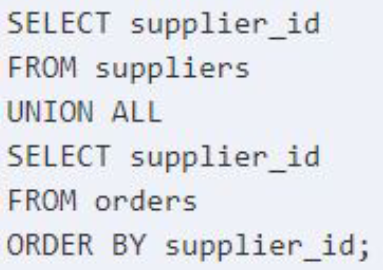 SELECT supplier_id
FROM suppliers
UNION ALL
SELECT supplier_id
FROM orders
ORDER BY supplier_id;